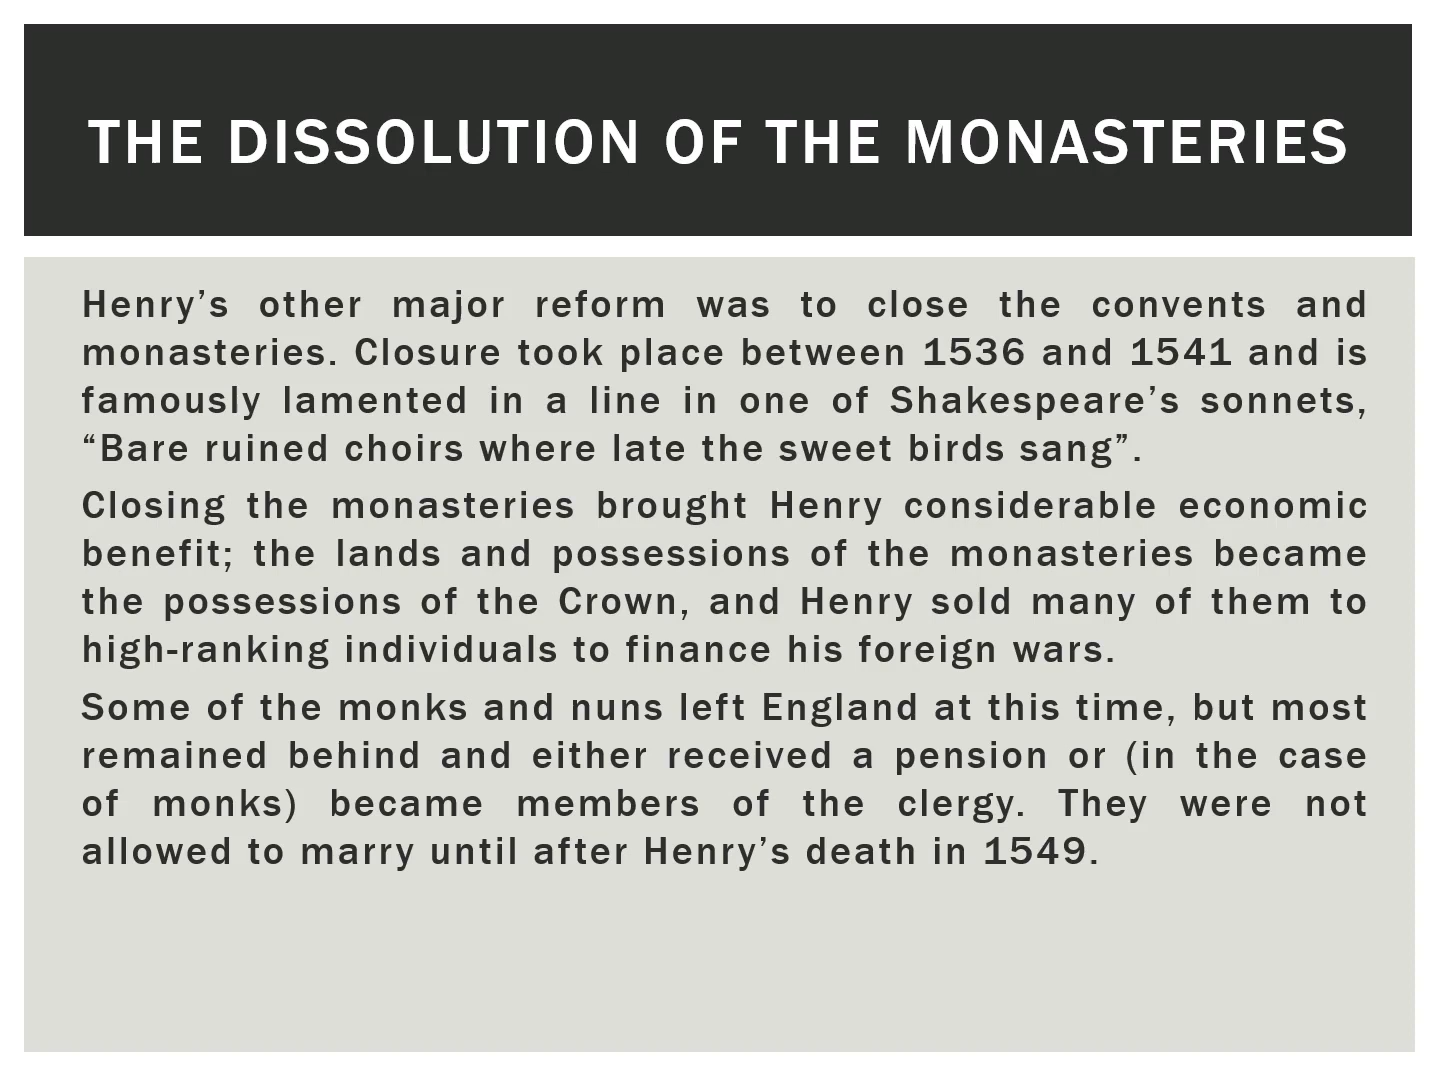 THE DISSOLUTION OF THE MONASTERIES
Henry’s other major reform was to close the convents and
monasteries. Closure took place between 1536 and 1541 and is
famously lamented in a line in one of Shakespeare’s sonnets,
“Bare ruined choirs where late the sweet birds sang”.
Closing the monasteries brought Henry considerable economic
benefit; the lands and possessions of the monasteries became
the possessions of the Crown, and Henry sold many of them to
high-ranking individuals to finance his foreign wars.
Some of the monks and nuns left England at this time, but most
remained behind and either received a pension or (in the case
of monks) became members of the clergy. They were not
allowed to marry until after Henry’s death in 1549.